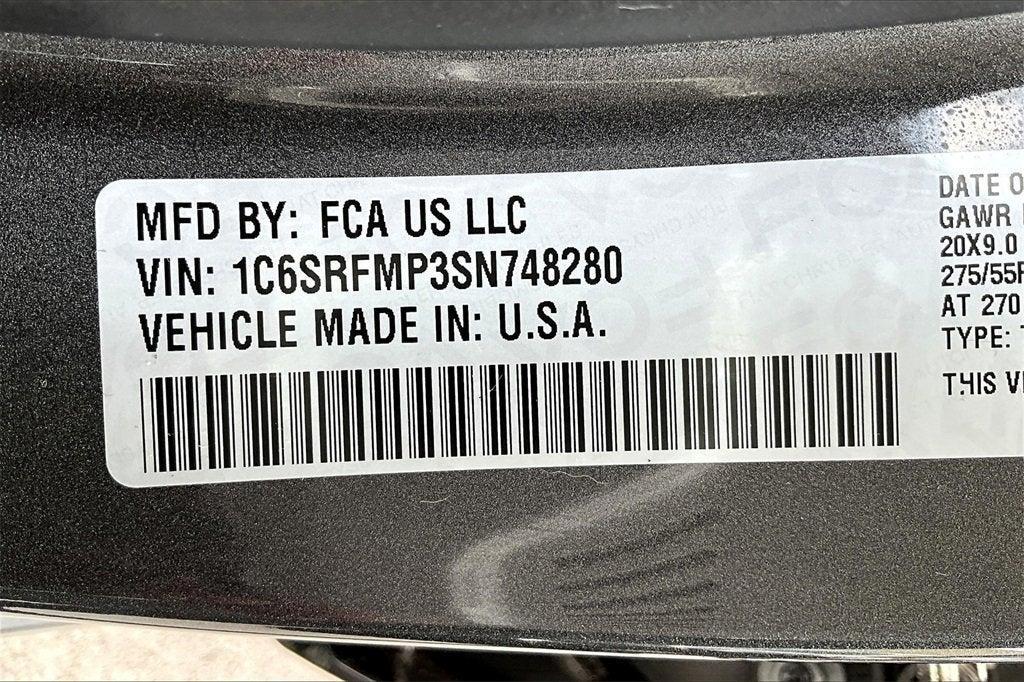 MFD BY: FCA US LLC
VIN: 1C6SRFMP3SN748280
VEHICLE MADE IN: U.S.A.
DATE O
GAWR
20X9.0
275/55R
AT 270
TYPE: T
THIS V